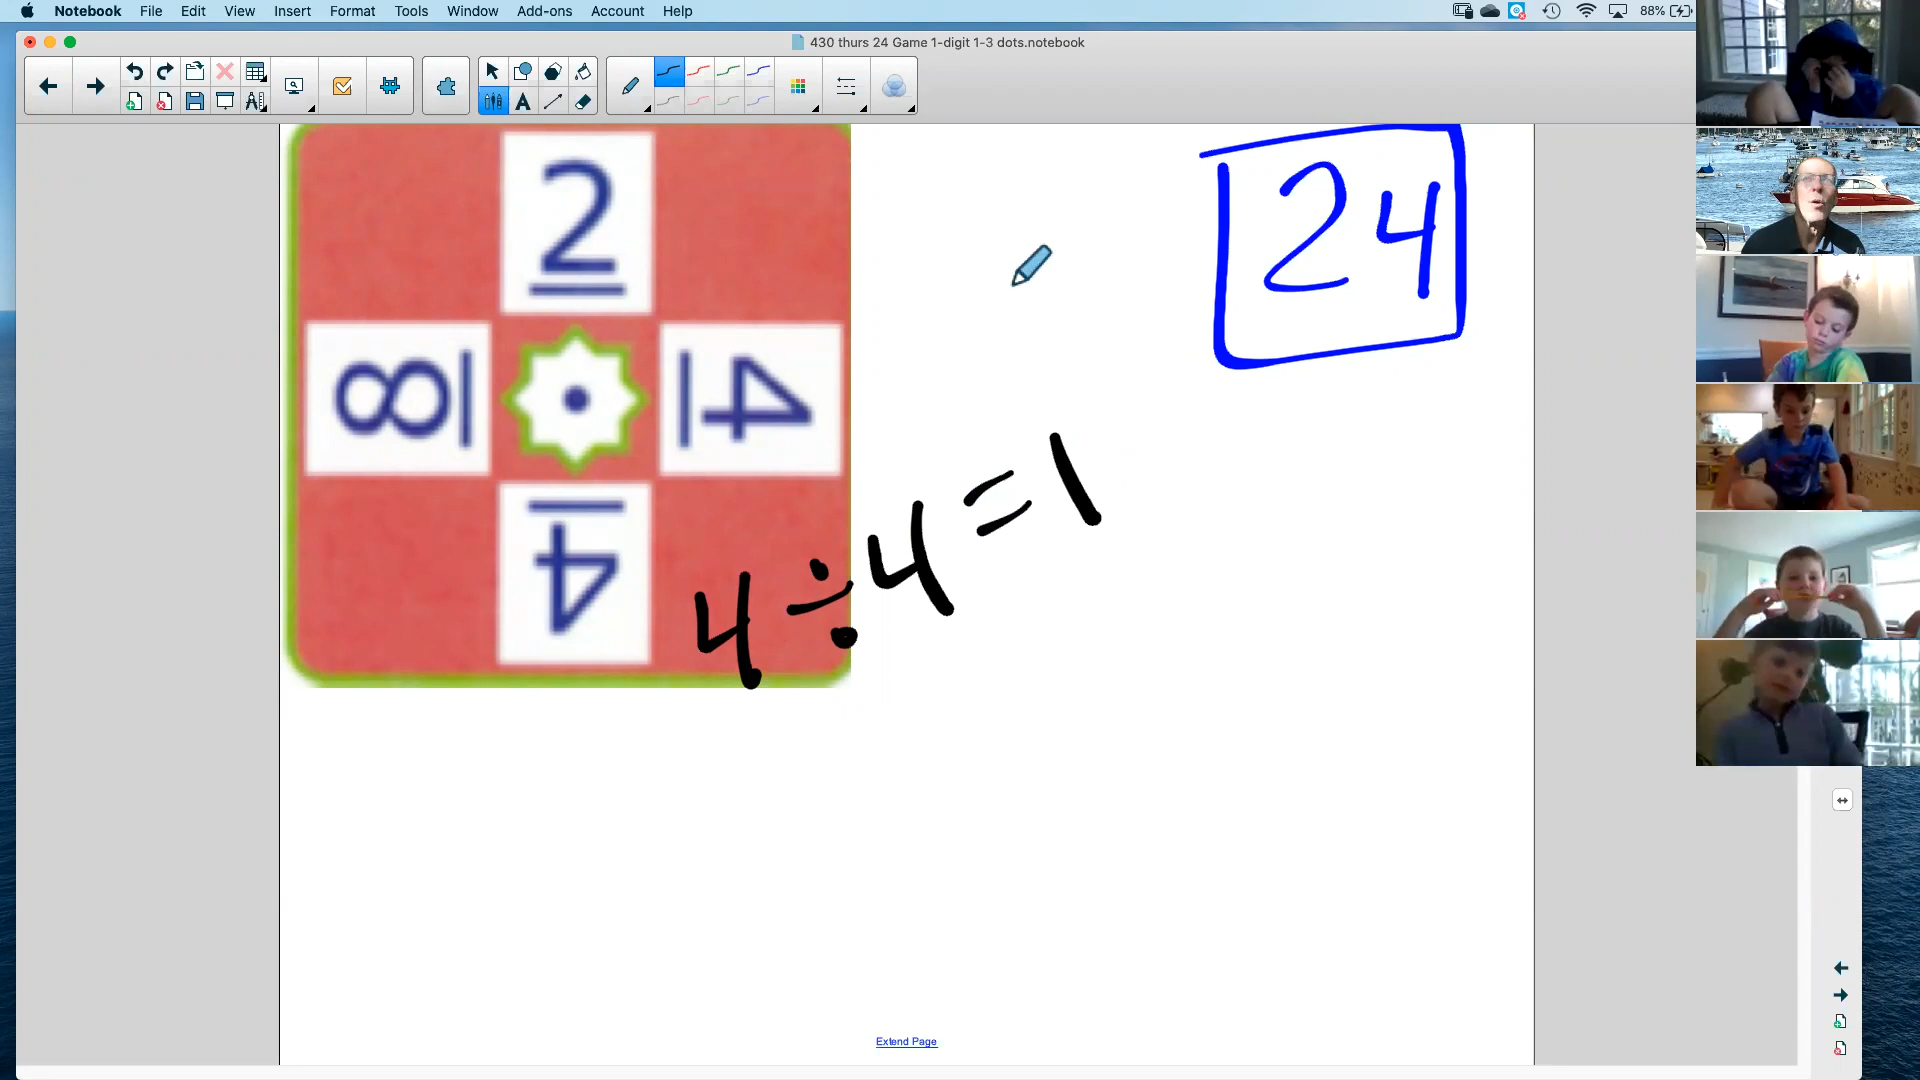 Notebook File Edit View Insert Format Tools Window Add-ons Account Help 88%
430 thurs 24 Game 1-digit 1-3 dots.notebook
A
2
24
8
4
4
4 ÷ 4 = 1
Extend Page